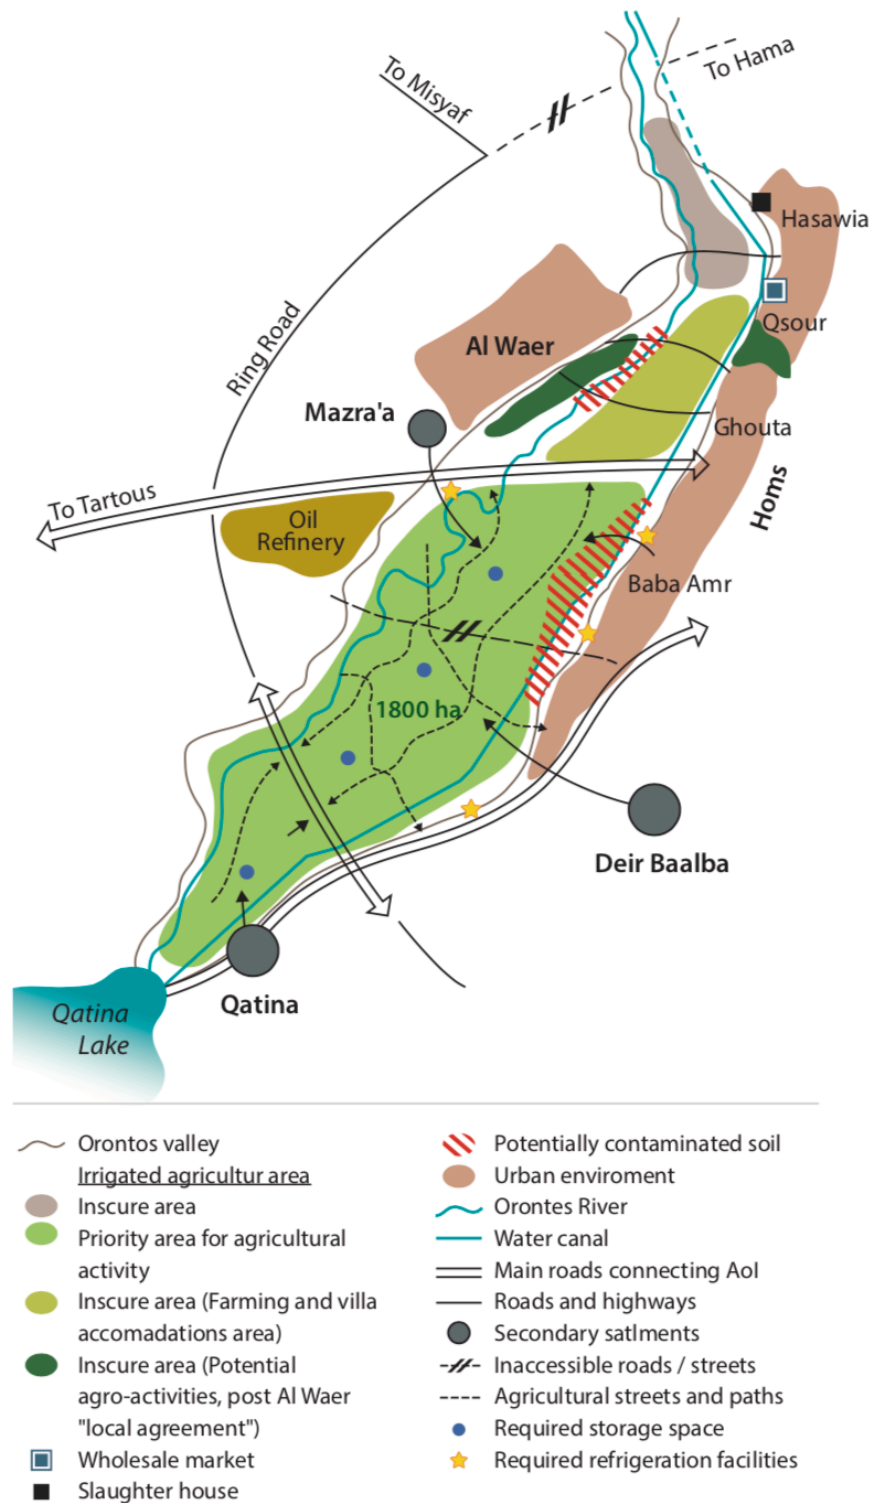 To Hama
To Misyaf
Hasawia
Ring Road
Qsour
Al Waer
Mazra'a
Ghouta
To Tartous
Homs
Oil
Refinery
Baba Amr
1800 ha
Deir Baalba
Qatina
Qatina
Lake
Orontos valley
Irrigated agricultur area
Inscure area
Priority area for agricultural
activity
Inscure area (Farming and villa
accomadations area)
Inscure area (Potential
agro-activities, post Al Waer
"local agreement")
Wholesale market
Slaughter house
Potentially contaminated soil
Urban enviroment
Orontes River
Water canal
Main roads connecting AoI
Roads and highways
Secondary satlments
Inaccessible roads / streets
Agricultural streets and paths
Required storage space
Required refrigeration facilities